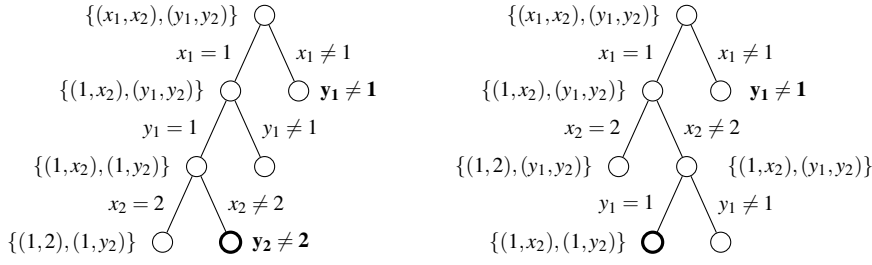 {(x₁,x₂),(y₁,y₂)} {(x₁,x₂),(y₁,y₂)}
x₁ = 1 x₁ ≠ 1 x₁ = 1 x₁ ≠ 1
{(1,x₂),(y₁,y₂)} y₁ ≠ 1 {(1,x₂),(y₁,y₂)} y₁ ≠ 1
y₁ = 1 y₁ ≠ 1 x₂ = 2 x₂ ≠ 2
{(1,x₂),(1,y₂)} {(1,2),(y₁,y₂)} {(1,x₂),(y₁,y₂)}
x₂ = 2 x₂ ≠ 2 y₁ = 1 y₁ ≠ 1
{(1,2),(1,y₂)} y₂ ≠ 2 {(1,x₂),(1,y₂)}